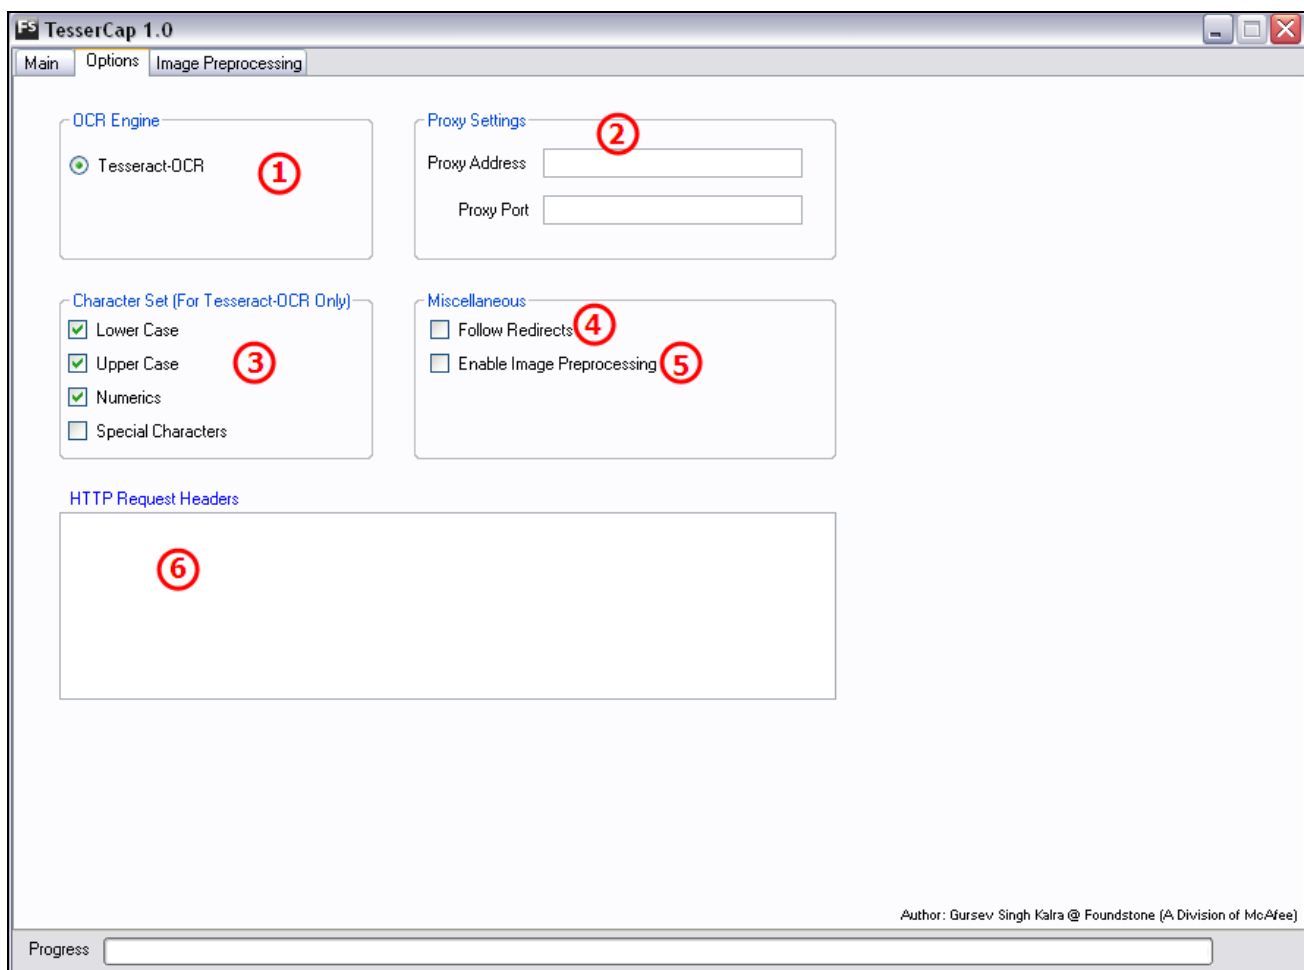 FS TesserCap 1.0
Main Options Image Preprocessing
OCR Engine
Tesseract-OCR
1
Proxy Settings
2
Proxy Address
Proxy Port
Character Set (For Tesseract-OCR Only)
Lower Case
Upper Case
3
Numerics
Special Characters
Miscellaneous
Follow Redirects 4
Enable Image Preprocessing 5
HTTP Request Headers
6
Author: Gursev Singh Kalra @ Foundstone (A Division of McAfee)
Progress